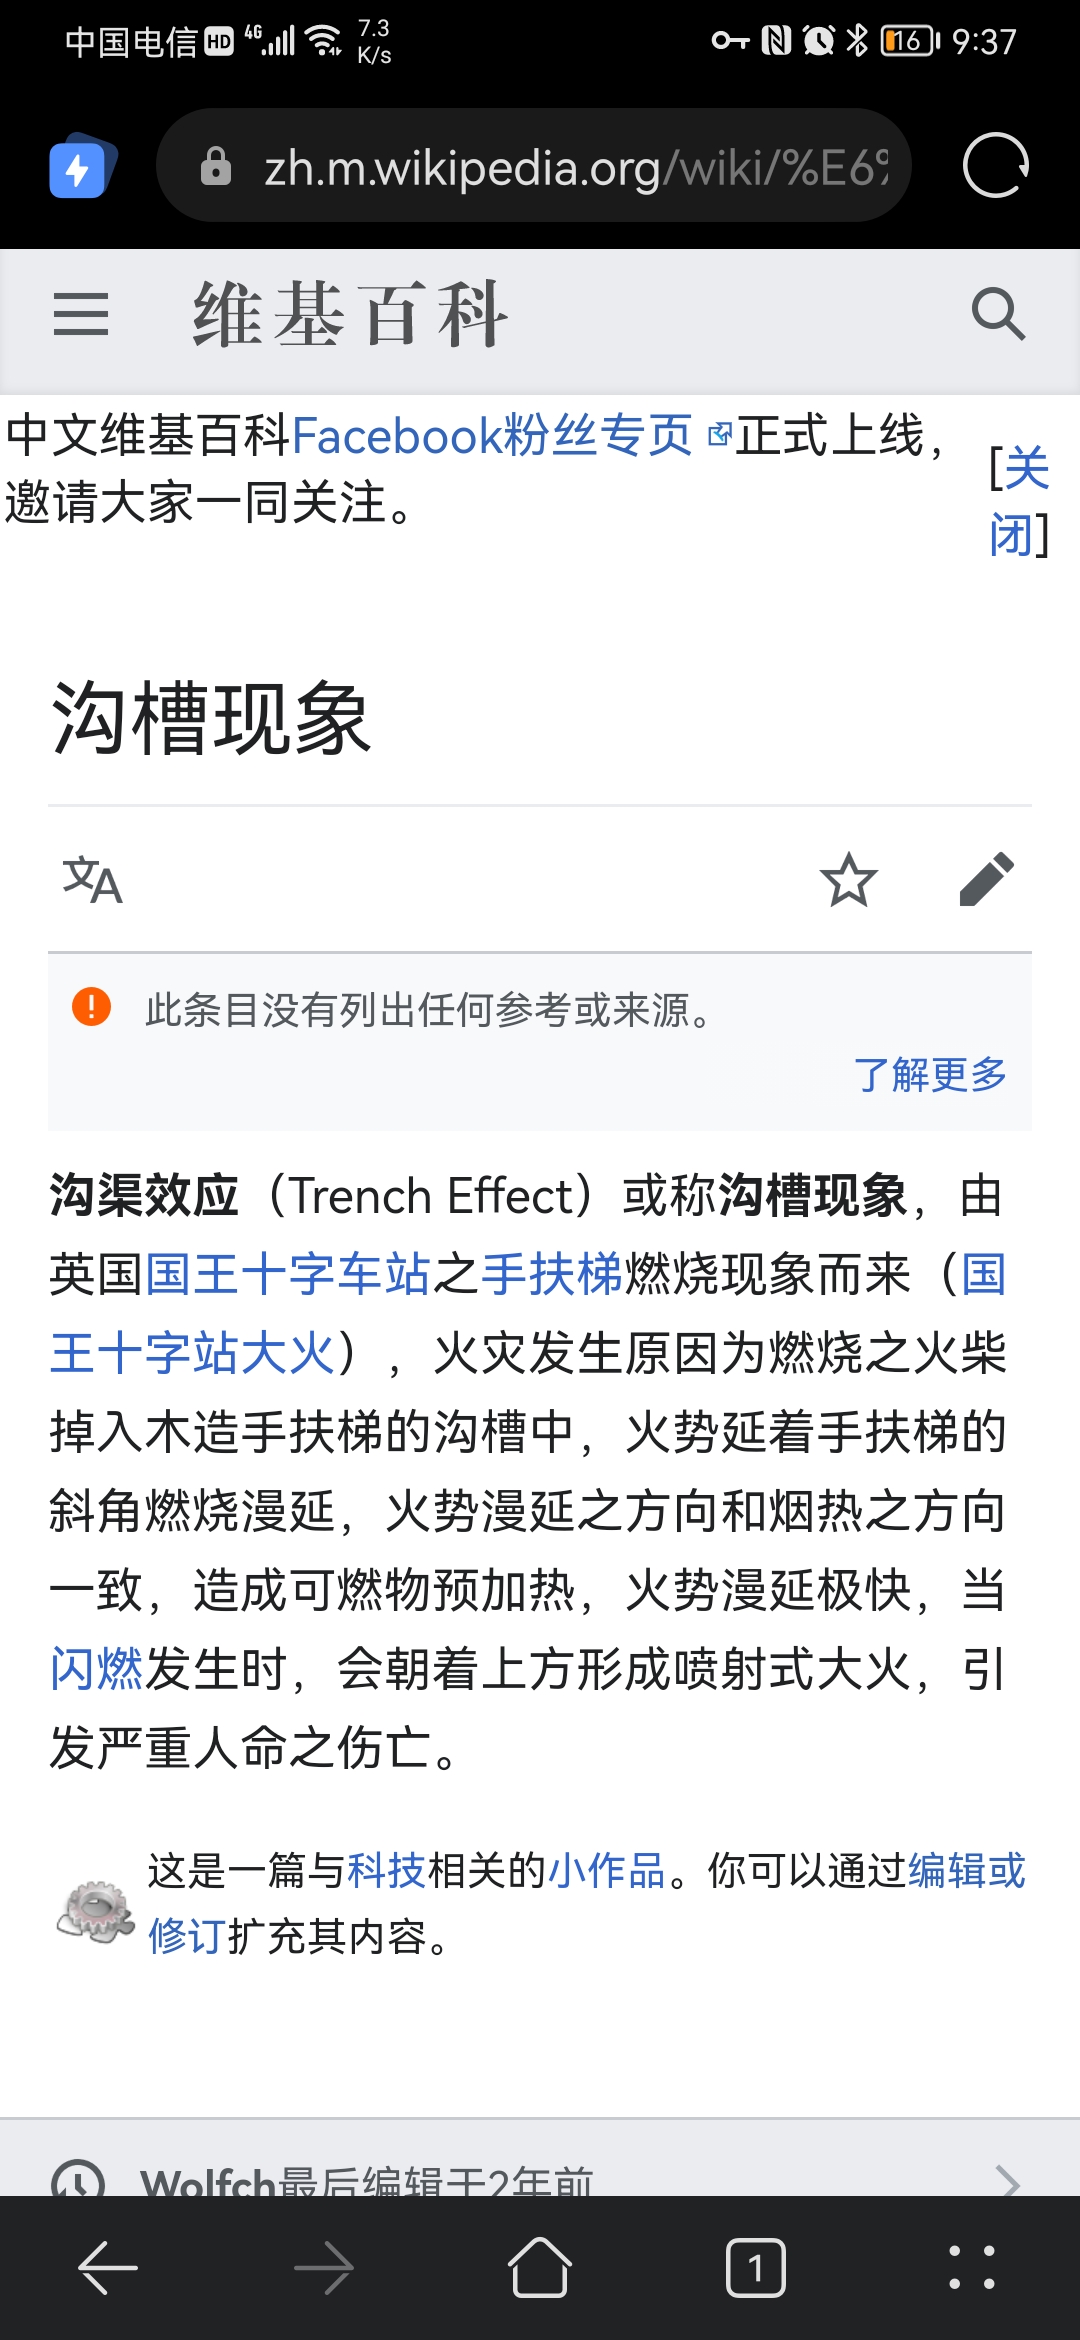 中国电信 HD 4G 7.3 K/s 16 9:37
zh.m.wikipedia.org/wiki/%E6%
维基百科
中文维基百科Facebook粉丝专页正式上线，
邀请大家一同关注。
[关
闭]
沟槽现象
文A
此条目没有列出任何参考或来源。
了解更多
沟渠效应（Trench Effect）或称沟槽现象，由
英国国王十字车站之手扶梯燃烧现象而来（国
王十字站大火），火灾发生原因为燃烧之火柴
掉入木造手扶梯的沟槽中，火势延着手扶梯的
斜角燃烧漫延，火势漫延之方向和烟热之方向
一致，造成可燃物预加热，火势漫延极快，当
闪燃发生时，会朝着上方形成喷射式大火，引
发严重人命之伤亡。
这是一篇与科技相关的小作品。你可以通过编辑或
修订扩充其内容。
Wolfch最后编辑于2年前
1